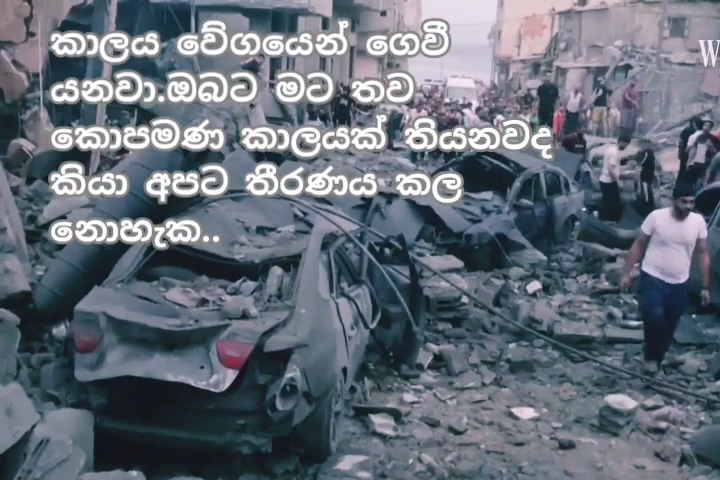 කාලය වේගයෙන් ගෙවී
යනවා.ඔබට මට තව
කොපමණ කාලයක් තියනවද
කියා අපට තීරණය කල
නොහැක..
W